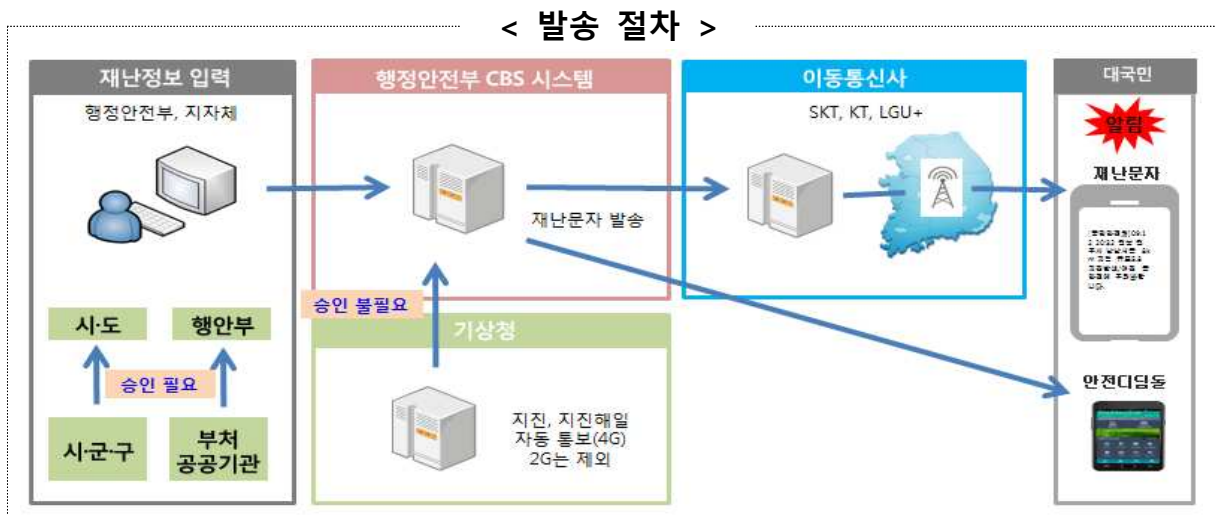 < 발송 절차 >
재난정보 입력
행정안전부, 지자체
시·도
행안부
승인 필요
시·군·구
부처
공공기관
행정안전부 CBS 시스템
재난문자 발송
승인 불필요
기상청
지진, 지진해일
자동 통보(4G)
2G는 제외
이동통신사
SKT, KT, LGU+
대국민
알림
재난문자
안전디딤돌